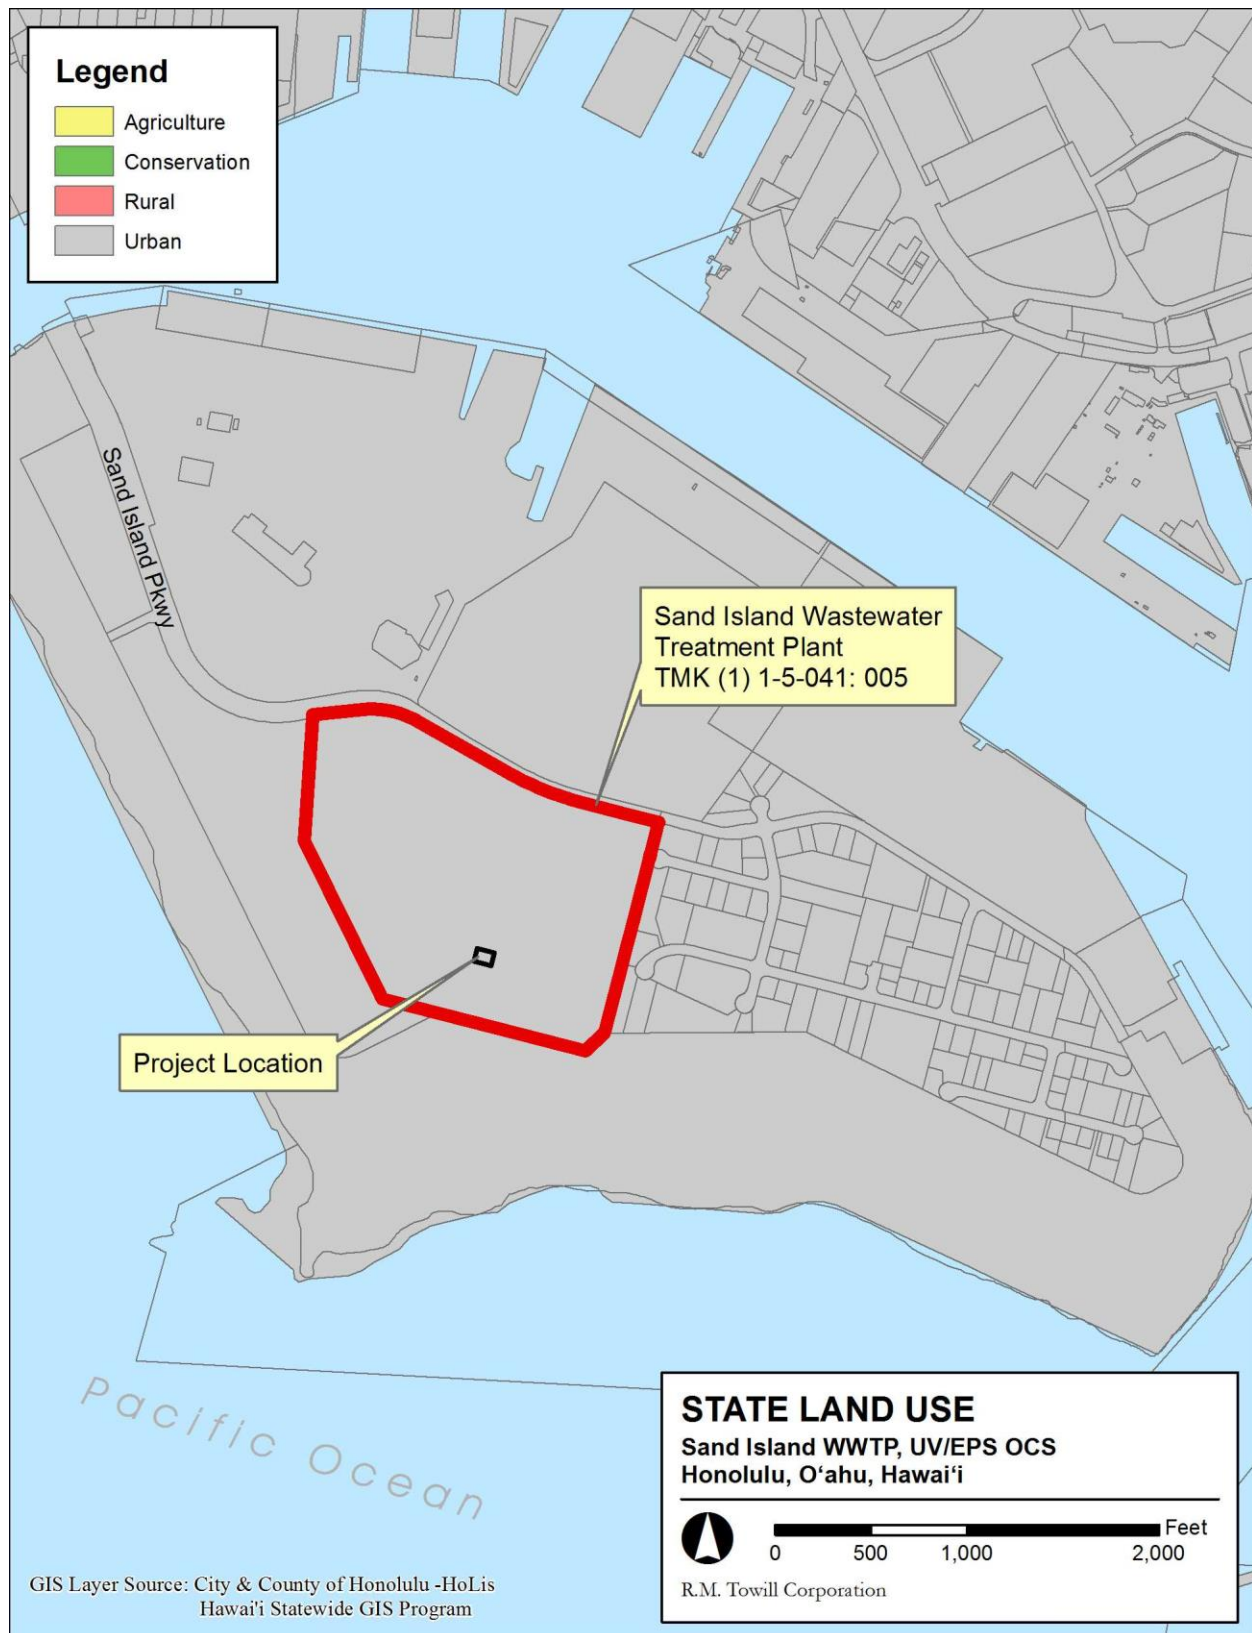 Legend
Agriculture
Conservation
Rural
Urban
Sand Island Pkwy
Sand Island Wastewater
Treatment Plant
TMK (1) 1-5-041: 005
Project Location
Pacific Ocean
STATE LAND USE
Sand Island WWTP, UV/EPS OCS
Honolulu, Oʻahu, Hawaiʻi
Feet
0 500 1,000 2,000
R.M. Towill Corporation
GIS Layer Source: City & County of Honolulu -HoLis
Hawai'i Statewide GIS Program